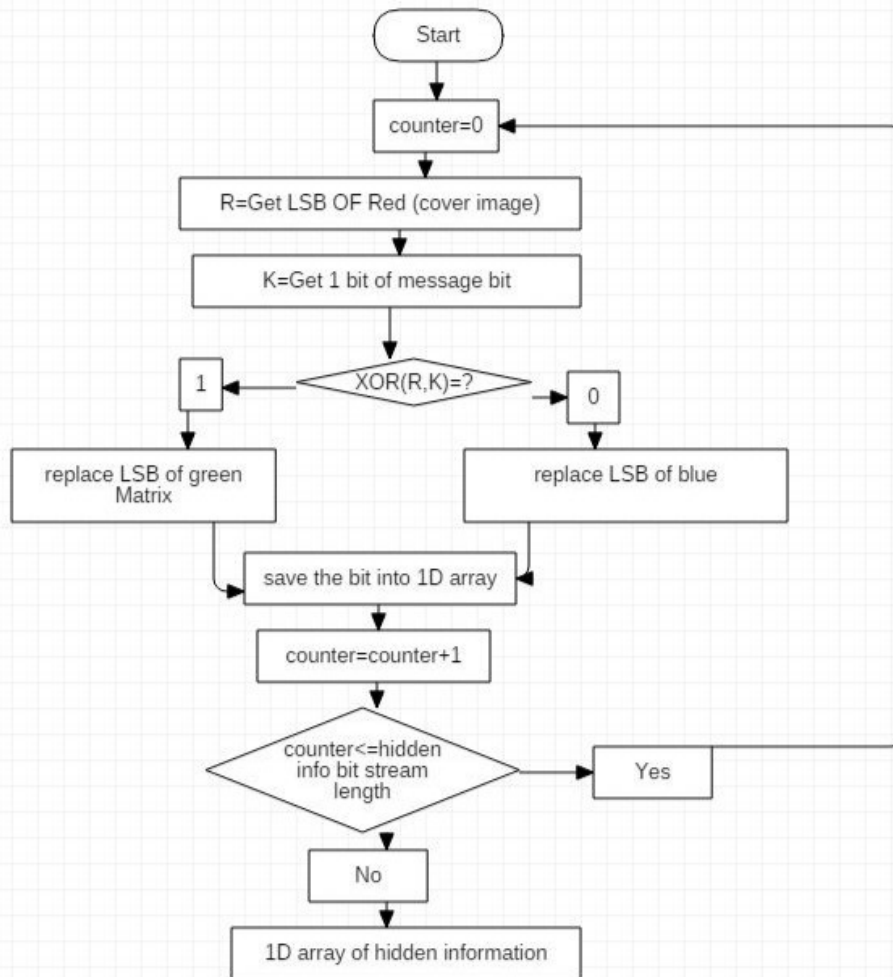 Start
counter=0
R=Get LSB OF Red (cover image)
K=Get 1 bit of message bit
XOR(R,K)=?
1
0
replace LSB of green
Matrix
replace LSB of blue
save the bit into 1D array
counter=counter+1
counter<=hidden
info bit stream
length
Yes
No
1D array of hidden information